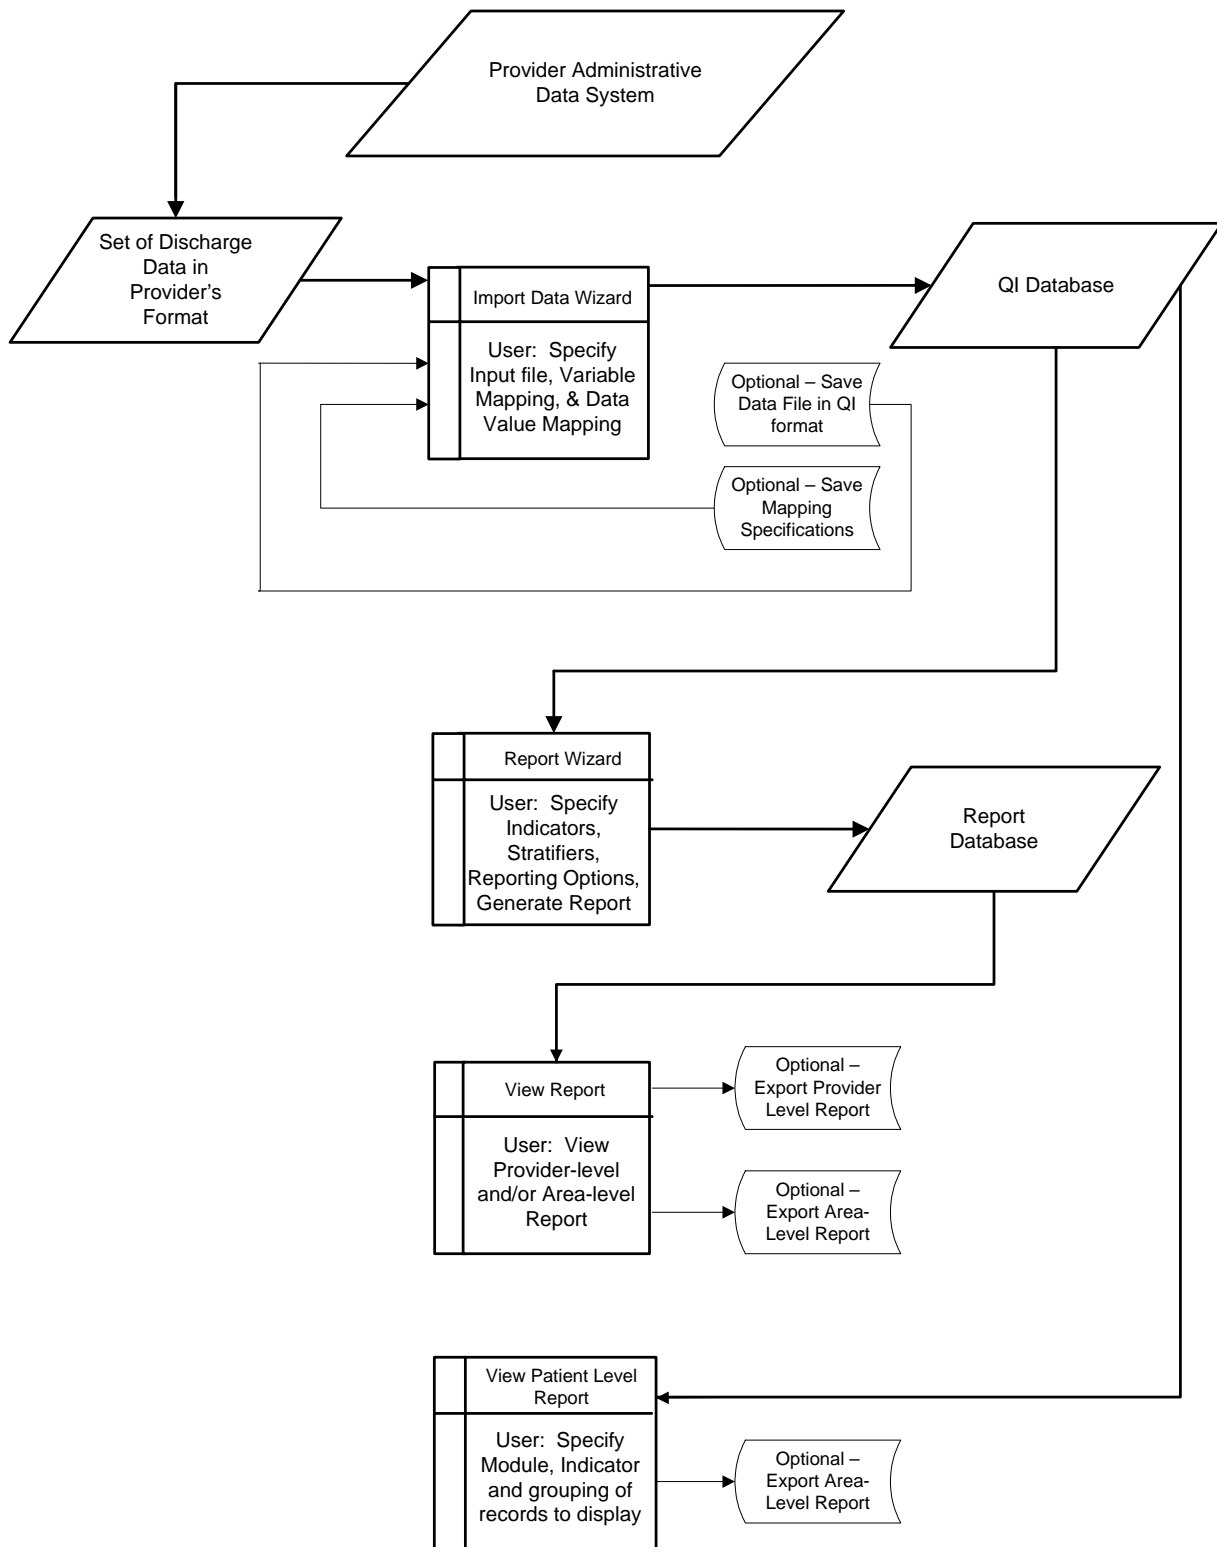 Provider Administrative
Data System
Set of Discharge
Data in
Provider's
Format
Import Data Wizard
User:  Specify
Input file, Variable
Mapping, & Data
Value Mapping
QI Database
Optional – Save
Data File in QI
format
Optional – Save
Mapping
Specifications
Report Wizard
User:  Specify
Indicators,
Stratifiers,
Reporting Options,
Generate Report
Report
Database
View Report
User:  View
Provider-level
and/or Area-level
Report
Optional –
Export Provider
Level Report
Optional –
Export Area-
Level Report
View Patient Level
Report
User:  Specify
Module, Indicator
and grouping of
records to display
Optional –
Export Area-
Level Report